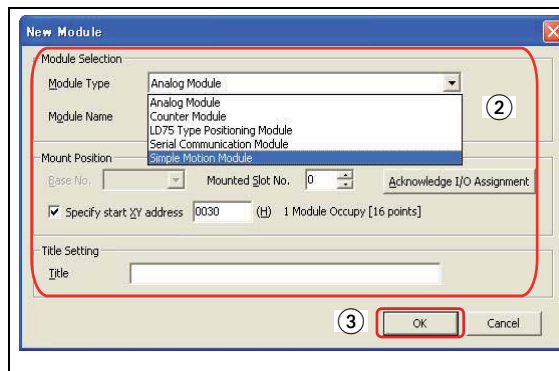 New Module
Module Selection
Module Type Analog Module
Analog Module
Counter Module
Module Name LD75 Type Positioning Module
Serial Communication Module
Simple Motion Module
②
Mount Position
Base No. Mounted Slot No. 0 Acknowledge I/O Assignment
Specify start XY address 0030 (H) 1 Module Occupy [16 points]
Title Setting
Title
③ OK Cancel